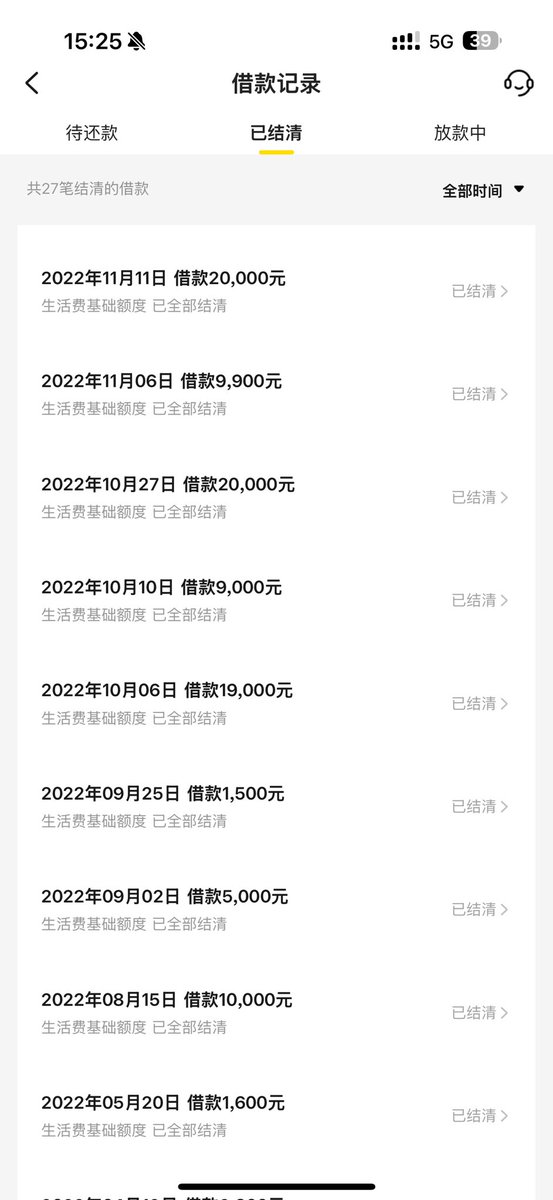 15:25 5G 39
借款记录
待还款 已结清 放款中
共27笔结清的借款 全部时间
2022年11月11日 借款20,000元
已结清
生活费基础额度 已全部结清
2022年11月06日 借款9,900元
已结清
生活费基础额度 已全部结清
2022年10月27日 借款20,000元
已结清
生活费基础额度 已全部结清
2022年10月10日 借款9,000元
已结清
生活费基础额度 已全部结清
2022年10月06日 借款19,000元
已结清
生活费基础额度 已全部结清
2022年09月25日 借款1,500元
已结清
生活费基础额度 已全部结清
2022年09月02日 借款5,000元
已结清
生活费基础额度 已全部结清
2022年08月15日 借款10,000元
已结清
生活费基础额度 已全部结清
2022年05月20日 借款1,600元
已结清
生活费基础额度 已全部结清